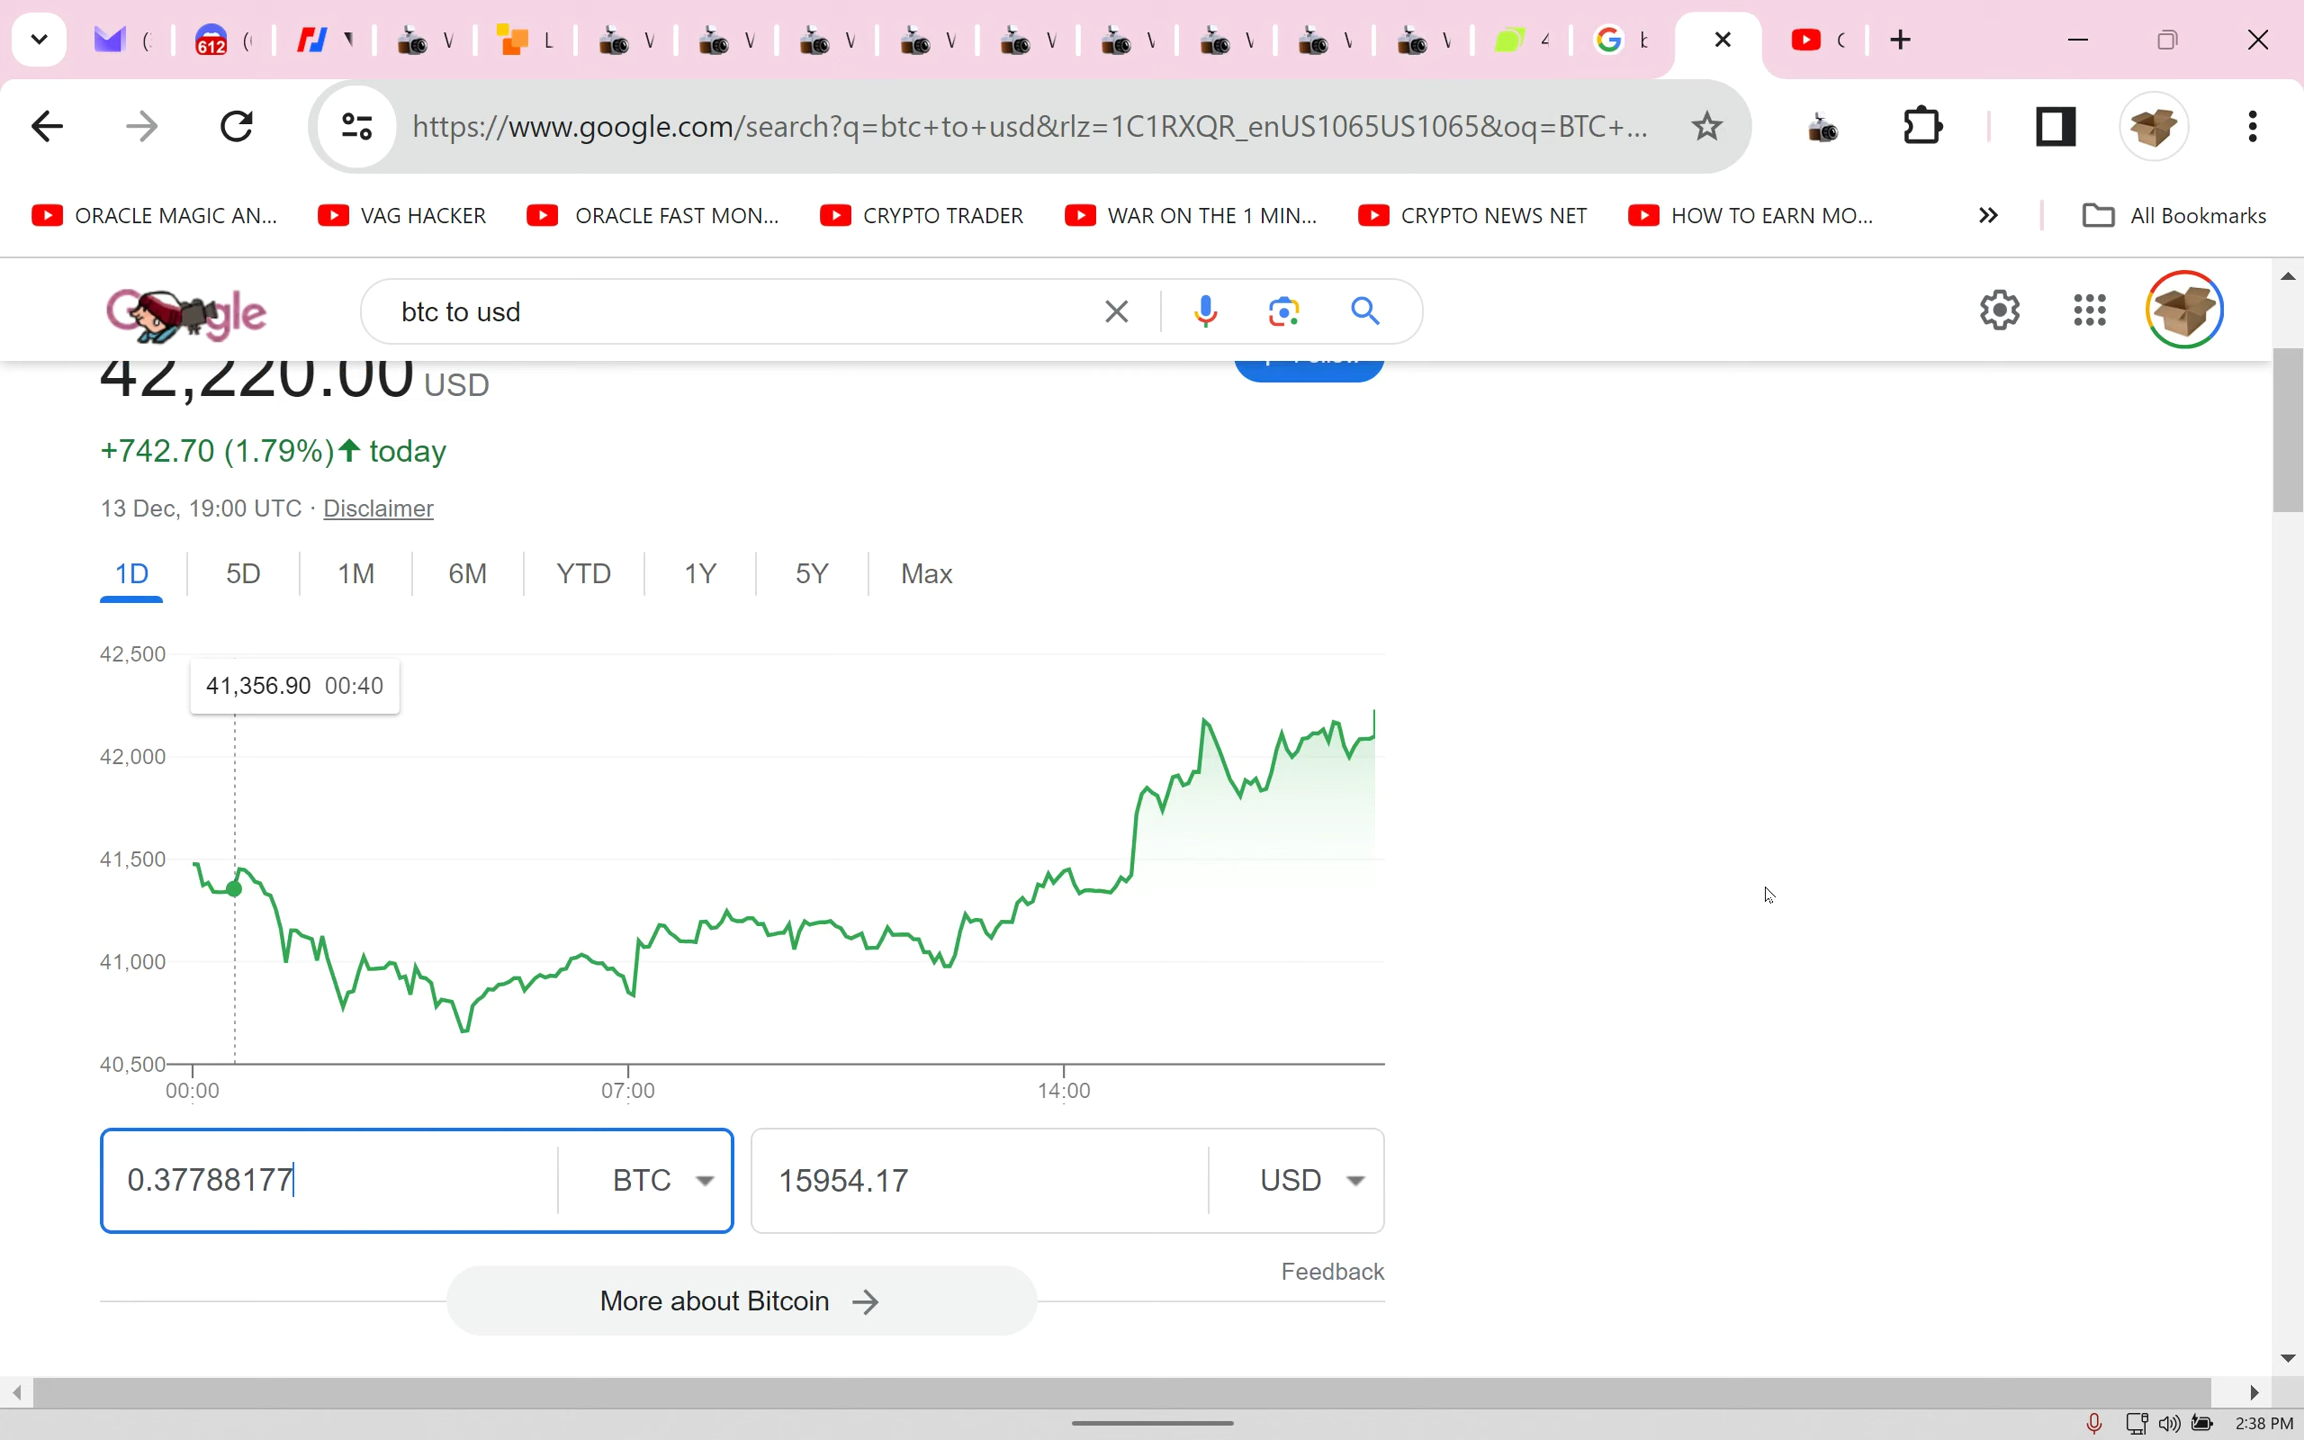 612
https://www.google.com/search?q=btc+to+usd&rlz=1C1RXQR_enUS1065US1065&oq=BTC+...
ORACLE MAGIC AN... VAG HACKER ORACLE FAST MON... CRYPTO TRADER WAR ON THE 1 MIN... CRYPTO NEWS NET HOW TO EARN MO... » All Bookmarks
Google btc to usd
42,220.00 USD
+742.70 (1.79%) today
13 Dec, 19:00 UTC · Disclaimer
1D 5D 1M 6M YTD 1Y 5Y Max
42,500
41,356.90 00:40
42,000
41,500
41,000
40,500
00:00 07:00 14:00
0.37788177 BTC 15954.17 USD
Feedback
More about Bitcoin
2:38 PM